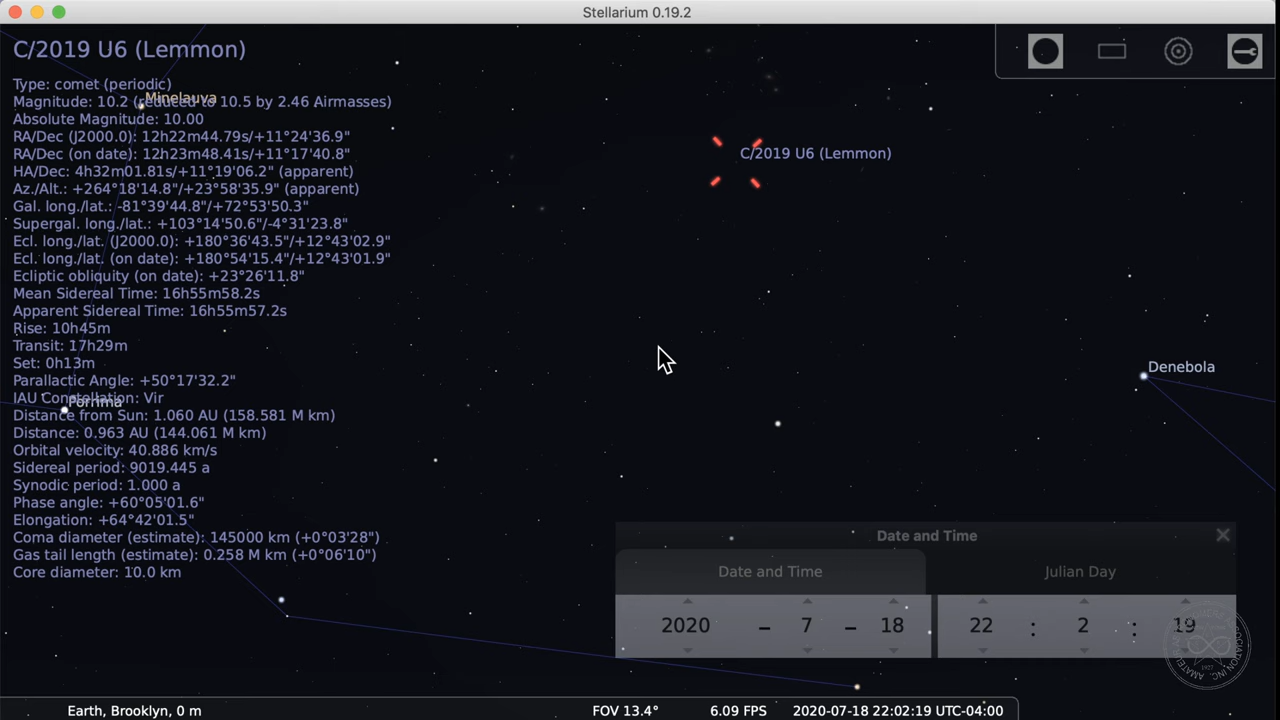 Stellarium 0.19.2
C/2019 U6 (Lemmon)
Type: comet (periodic)
Minelauva
Magnitude: 10.2 (reduced to 10.5 by 2.46 Airmasses)
Absolute Magnitude: 10.00
RA/Dec (J2000.0): 12h22m44.79s/+11°24'36.9"
RA/Dec (on date): 12h23m48.41s/+11°17'40.8"
HA/Dec: 4h32m01.81s/+11°19'06.2" (apparent)
Az./Alt.: +264°18'14.8"/+23°58'35.9" (apparent)
Gal. long./lat.: -81°39'44.8"/+72°53'50.3"
Supergal. long./lat.: +103°14'50.6"/-4°31'23.8"
Ecl. long./lat. (J2000.0): +180°36'43.5"/+12°43'02.9"
Ecl. long./lat. (on date): +180°54'15.4"/+12°43'01.9"
Ecliptic obliquity (on date): +23°26'11.8"
Mean Sidereal Time: 16h55m58.2s
Apparent Sidereal Time: 16h55m57.2s
Rise: 10h45m
Transit: 17h29m
Set: 0h13m
Parallactic Angle: +50°17'32.2"
IAU Constellation: Vir
Porrima
Distance from Sun: 1.060 AU (158.581 M km)
Distance: 0.963 AU (144.061 M km)
Orbital velocity: 40.886 km/s
Sidereal period: 9019.445 a
Synodic period: 1.000 a
Phase angle: +60°05'01.6"
Elongation: +64°42'01.5"
Coma diameter (estimate): 145000 km (+0°03'28")
Gas tail length (estimate): 0.258 M km (+0°06'10")
Core diameter: 10.0 km
C/2019 U6 (Lemmon)
Denebola
Date and Time
Date and Time Julian Day
2020 – 7 – 18 22 : 2 : 19
Earth, Brooklyn, 0 m FOV 13.4° 6.09 FPS 2020-07-18 22:02:19 UTC-04:00